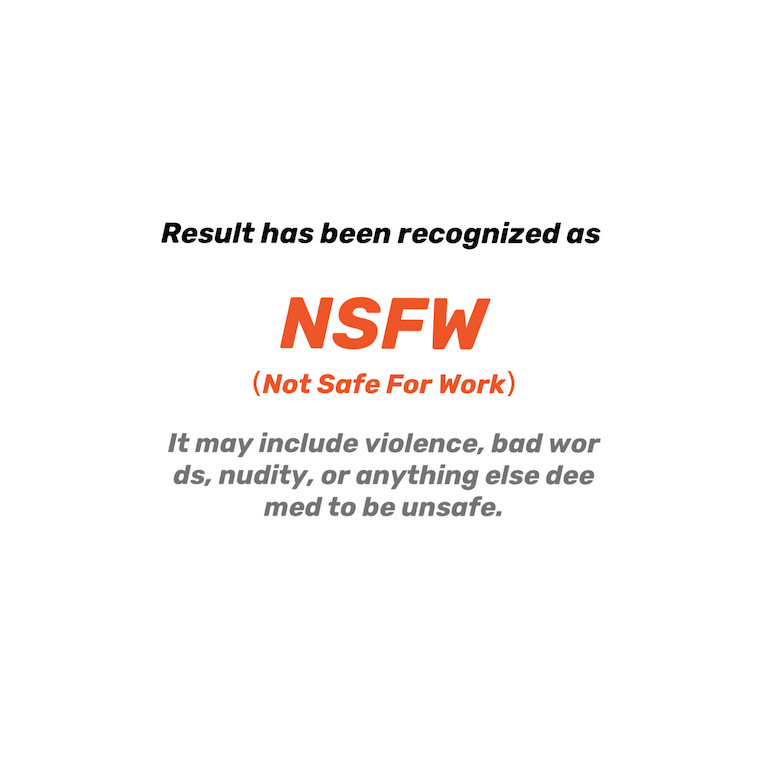 Result has been recognized as
NSFW
(Not Safe For Work)
It may include violence, bad wor
ds, nudity, or anything else dee
med to be unsafe.